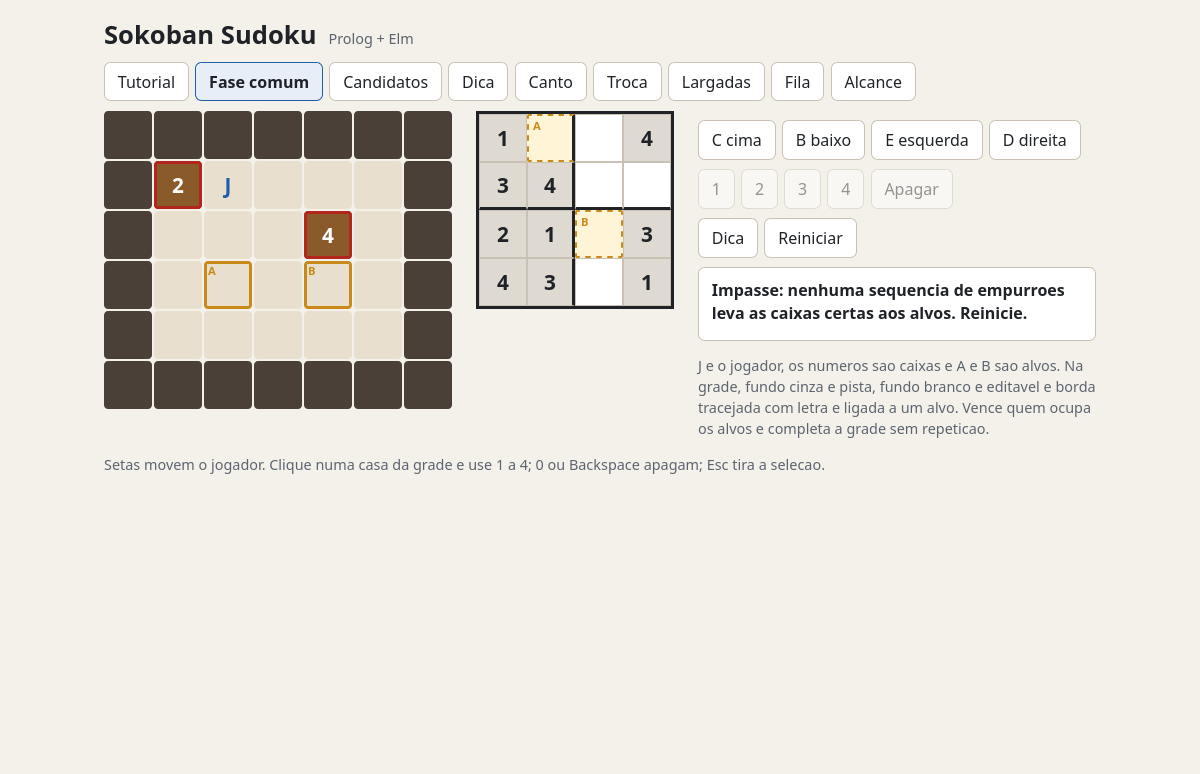 Sokoban Sudoku Prolog + Elm
Tutorial Fase comum Candidatos Dica Canto Troca Largadas Fila Alcance
2 J
4
A B
1 A 4
3 4
2 1 B 3
4 3 1
C cima B baixo E esquerda D direita
1 2 3 4 Apagar
Dica Reiniciar
Impasse: nenhuma sequencia de empurroes
leva as caixas certas aos alvos. Reinicie.
J e o jogador, os numeros sao caixas e A e B sao alvos. Na
grade, fundo cinza e pista, fundo branco e editavel e borda
tracejada com letra e ligada a um alvo. Vence quem ocupa
os alvos e completa a grade sem repeticao.
Setas movem o jogador. Clique numa casa da grade e use 1 a 4; 0 ou Backspace apagam; Esc tira a selecao.